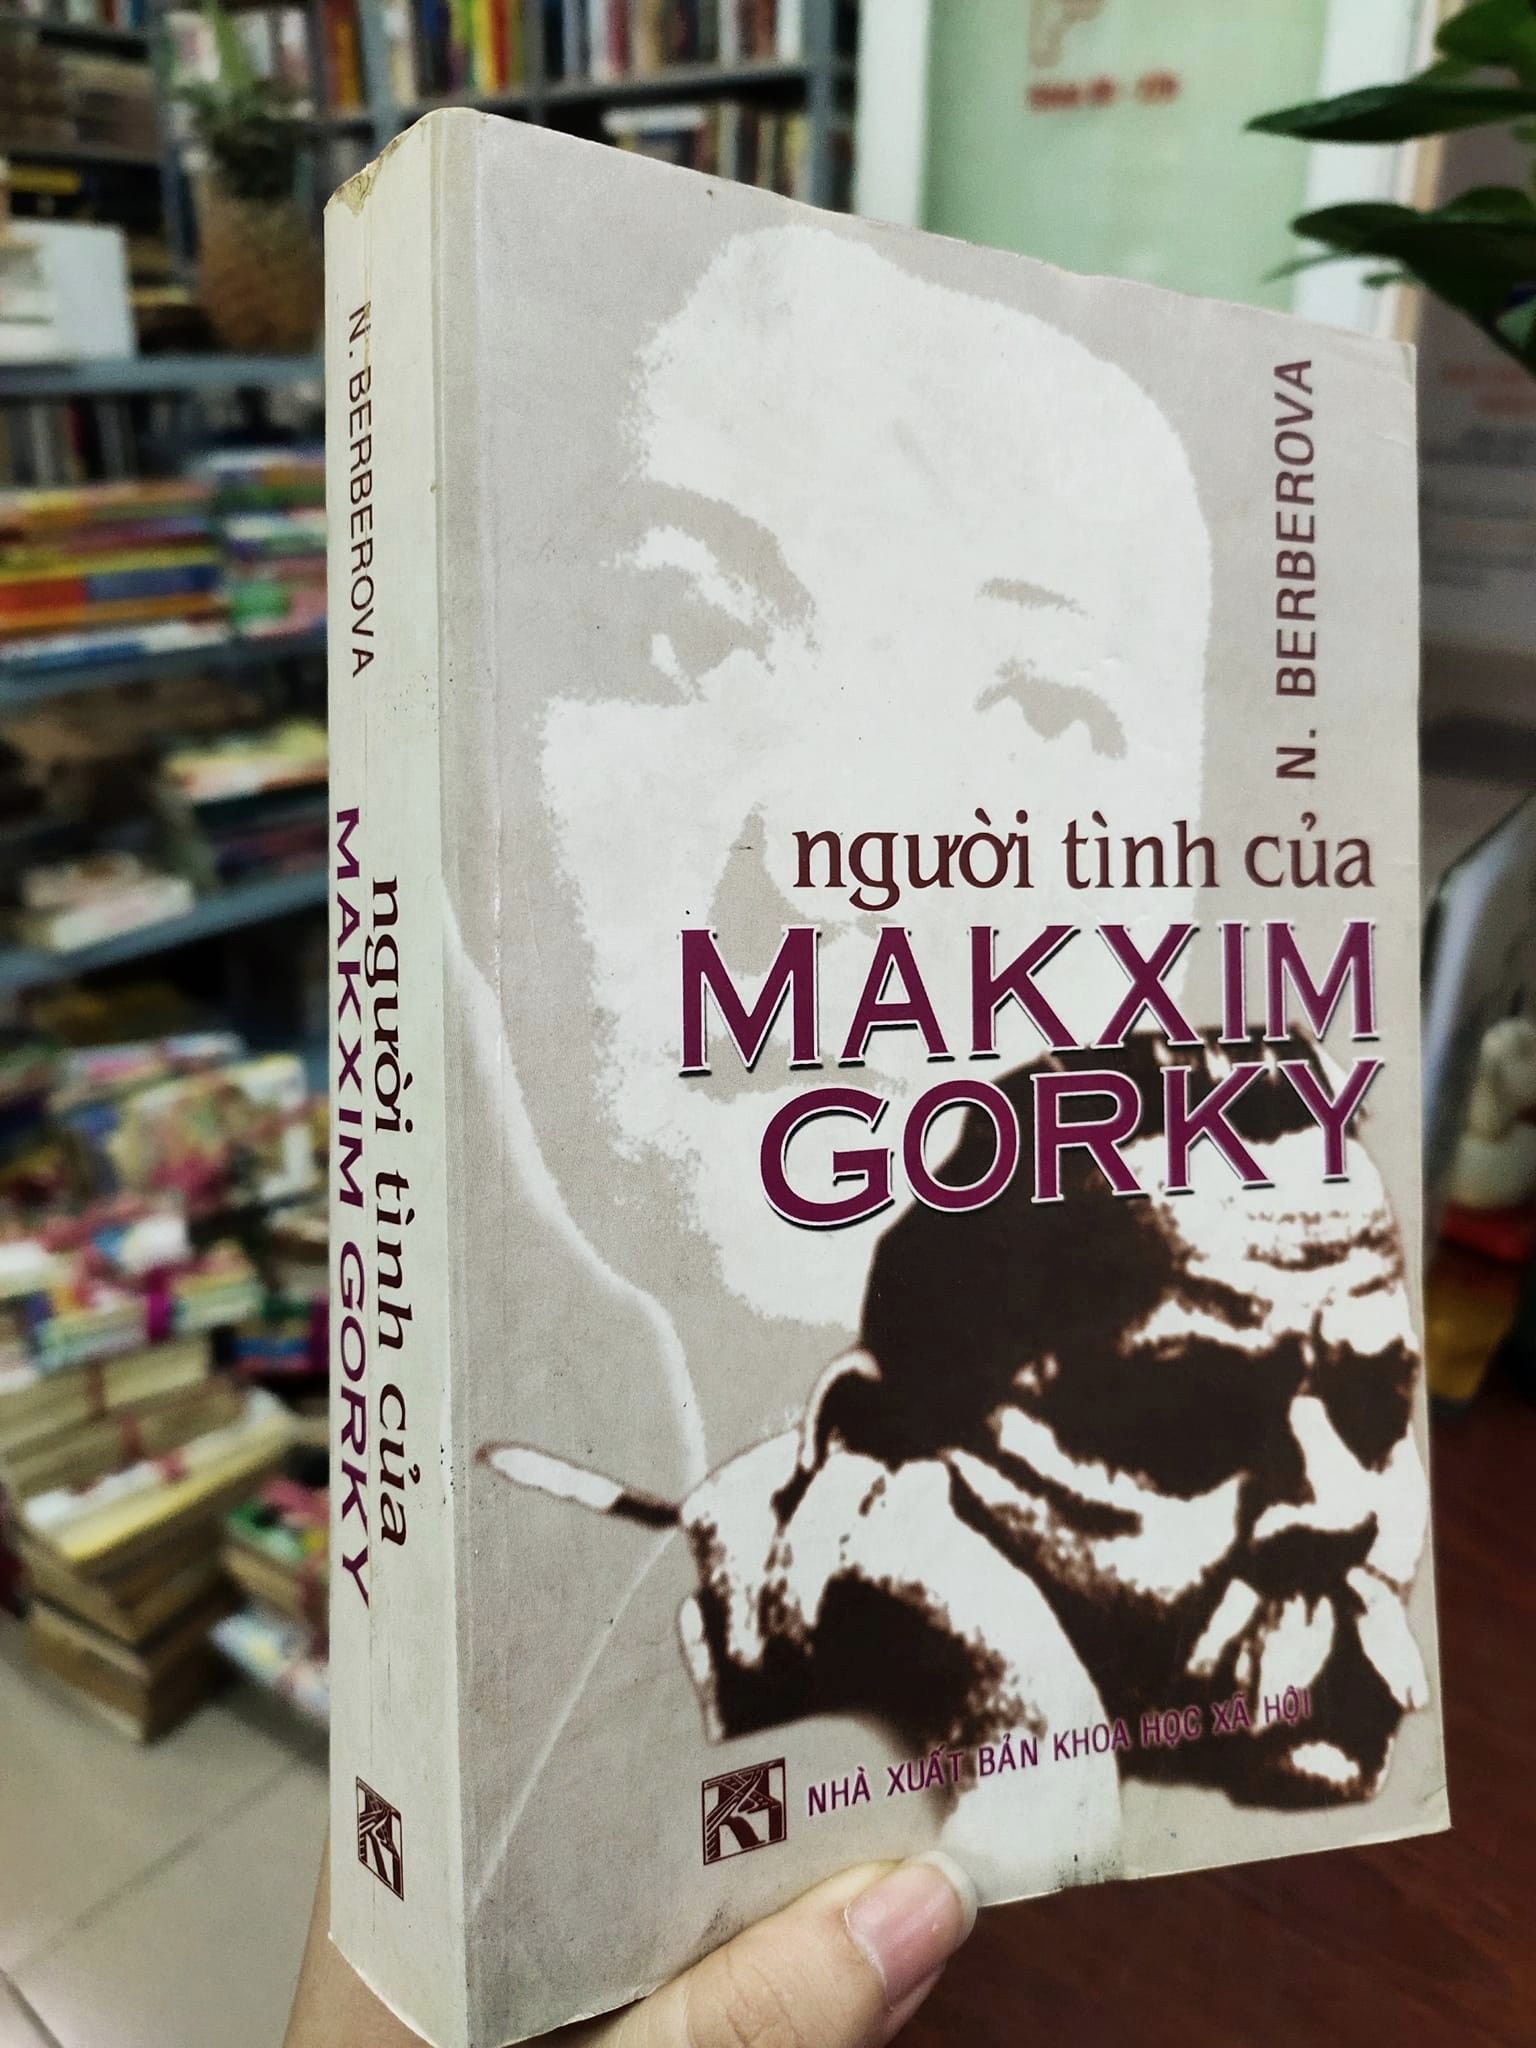 N. BERBEROVA
người tình của
MAKXIM GORKY
N. BERBEROVA
người tình của
MAKXIM
GORKY
NHÀ XUẤT BẢN KHOA HỌC XÃ HỘI